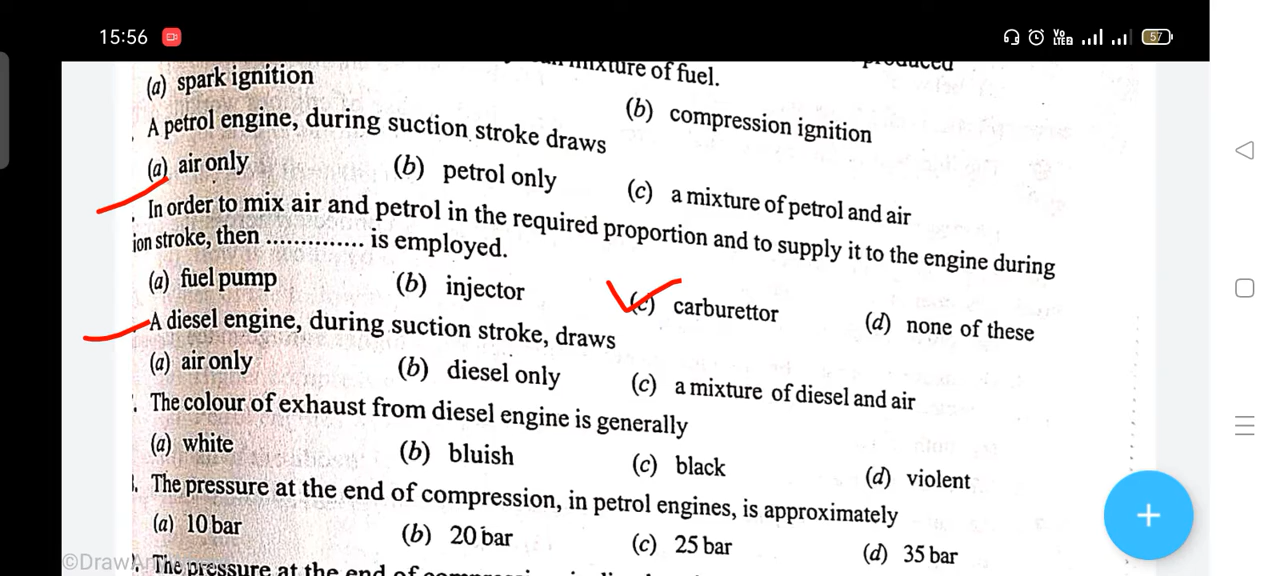 15:56
Vo LTE2
57
mixture of fuel.
produced
(a) spark ignition
(b) compression ignition
A petrol engine, during suction stroke draws
(a) air only (b) petrol only (c) a mixture of petrol and air
In order to mix air and petrol in the required proportion and to supply it to the engine during
ion stroke, then .............. is employed.
(a) fuel pump (b) injector (c) carburettor (d) none of these
A diesel engine, during suction stroke, draws
(a) air only (b) diesel only (c) a mixture of diesel and air
. The colour of exhaust from diesel engine is generally
(a) white (b) bluish (c) black (d) violent
. The pressure at the end of compression, in petrol engines, is approximately
(a) 10 bar (b) 20 bar (c) 25 bar (d) 35 bar
The pressure at the end of
+